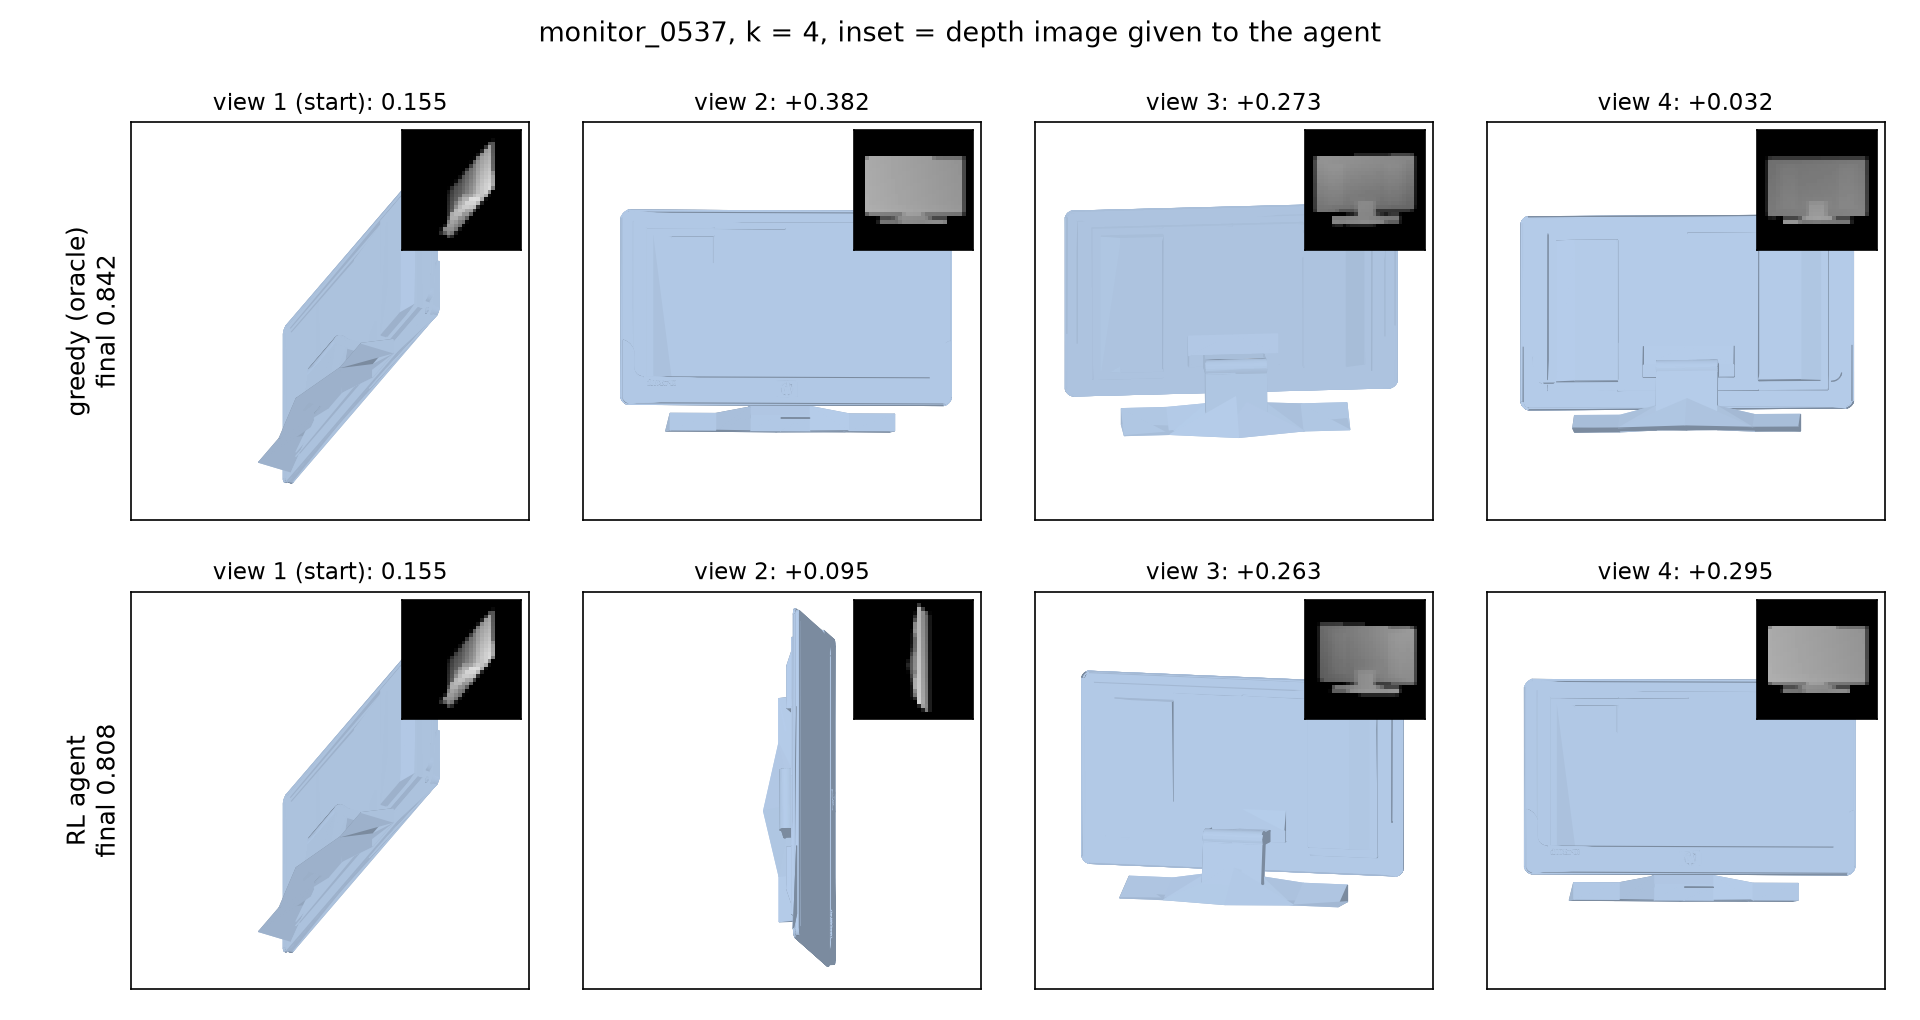 monitor_0537, k = 4, inset = depth image given to the agent
view 1 (start): 0.155
view 2: +0.382
view 3: +0.273
view 4: +0.032
greedy (oracle)
final 0.842
view 1 (start): 0.155
view 2: +0.095
view 3: +0.263
view 4: +0.295
RL agent
final 0.808